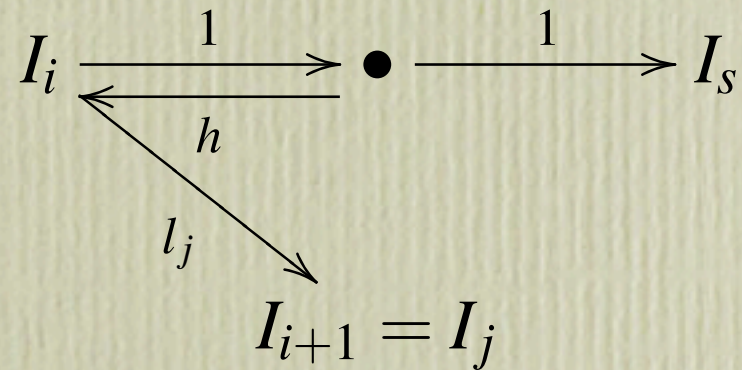 1 1
I_i • I_s
h
l_j
I_{i+1} = I_j